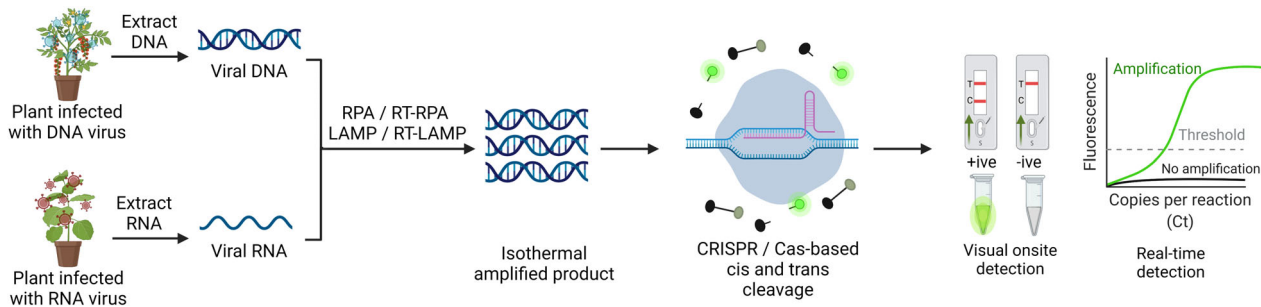 Extract
DNA
Viral DNA
Plant infected
with DNA virus
Extract
RNA
Viral RNA
Plant infected
with RNA virus
RPA / RT-RPA
LAMP / RT-LAMP
Isothermal
amplified product
CRISPR / Cas-based
cis and trans
cleavage
T
C
S
T
C
S
+ive
-ive
Visual onsite
detection
Fluorescence
Amplification
Threshold
No amplification
Copies per reaction
(Ct)
Real-time
detection